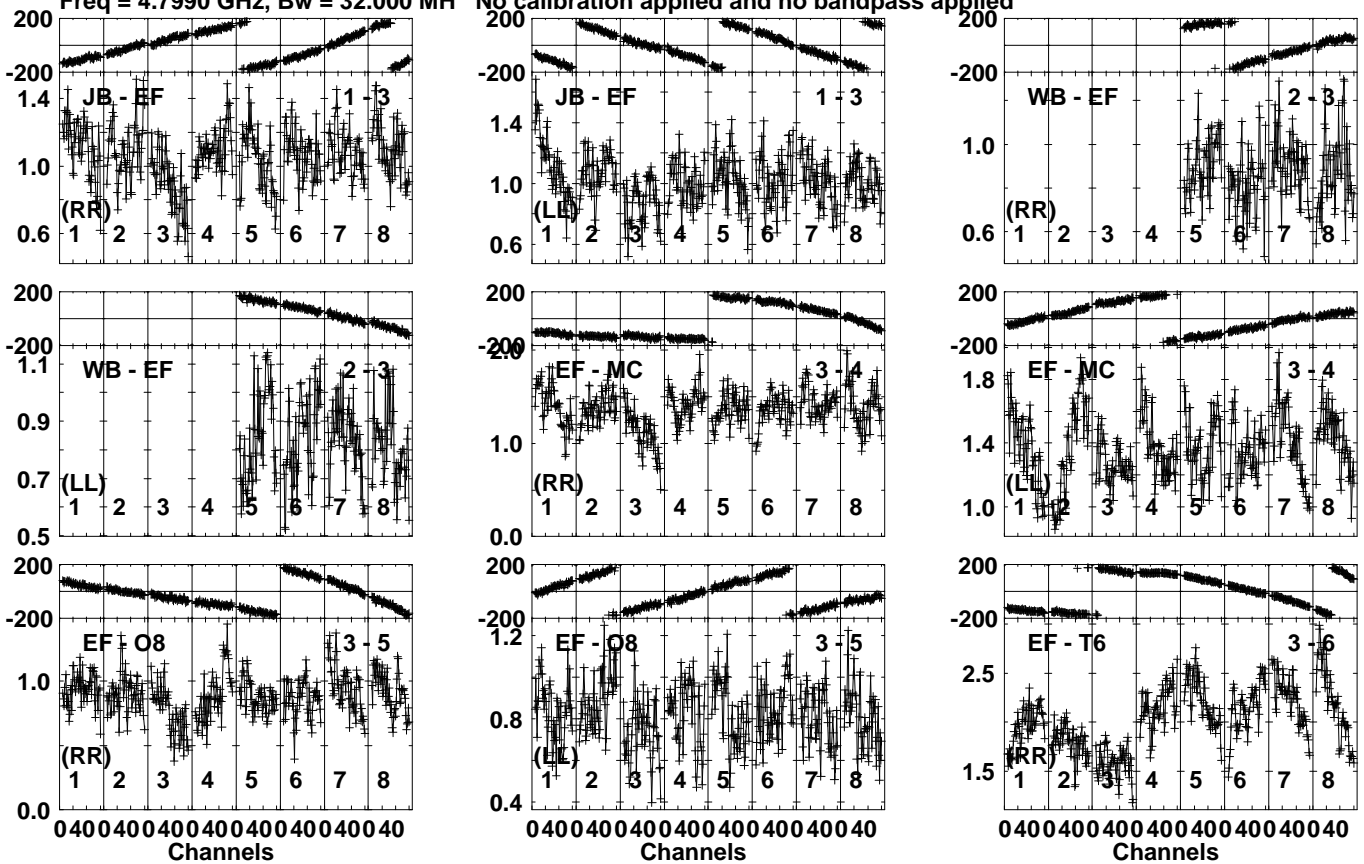 Freq = 4.7990 GHz, Bw = 32.000 MH No calibration applied and no bandpass applied
200
-200
JB - EF 1 - 3
1.4
1.0
0.6
(RR)
1 2 3 4 5 6 7 8
200
-200
JB - EF 1 - 3
1.4
1.0
0.6
(LL)
1 2 3 4 5 6 7 8
200
-200
WB - EF 2 - 3
1.0
0.6
(RR)
1 2 3 4 5 6 7 8
200
-200
WB - EF 2 - 3
1.1
0.9
0.7
0.5
(LL)
1 2 3 4 5 6 7 8
200
-200
2.0
EF - MC 3 - 4
1.0
0.0
(RR)
1 2 3 4 5 6 7 8
200
-200
EF - MC 3 - 4
1.8
1.4
1.0
(LL)
1 2 3 4 5 6 7 8
200
-200
EF - O8 3 - 5
1.0
0.0
(RR)
1 2 3 4 5 6 7 8
0 40 0 40 0 40 0 40 0 40 0 40 0 40 0 40
Channels
200
-200
EF - O8 3 - 5
1.2
0.8
0.4
(LL)
1 2 3 4 5 6 7 8
0 40 0 40 0 40 0 40 0 40 0 40 0 40 0 40
Channels
200
-200
EF - T6 3 - 6
2.5
1.5
(RR)
1 2 3 4 5 6 7 8
0 40 0 40 0 40 0 40 0 40 0 40 0 40 0 40
Channels